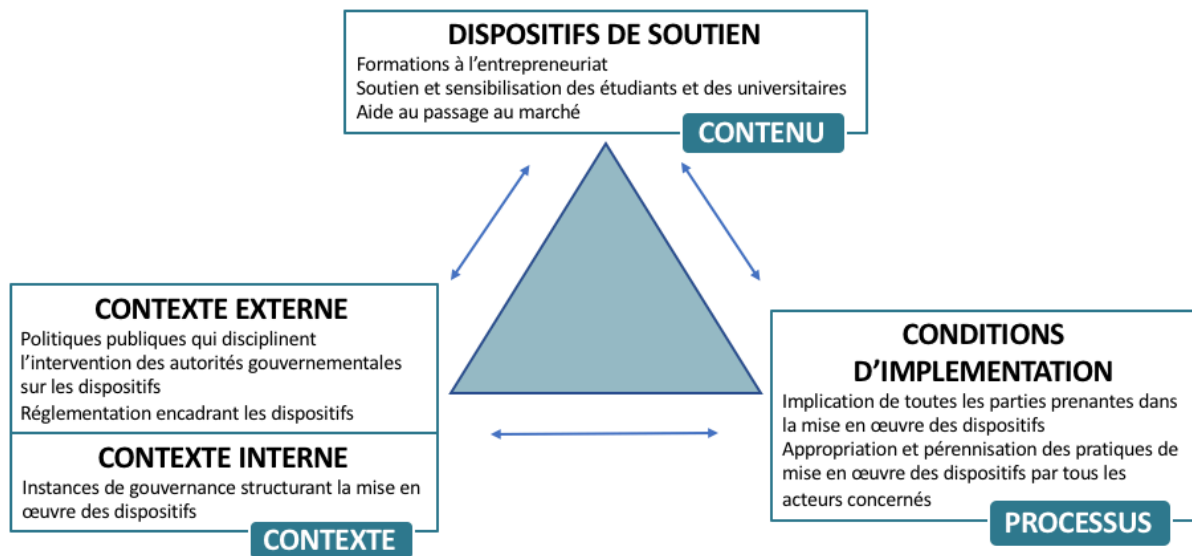 DISPOSITIFS DE SOUTIEN
Formations à l'entrepreneuriat
Soutien et sensibilisation des étudiants et des universitaires
Aide au passage au marché
CONTENU
CONTEXTE EXTERNE
Politiques publiques qui disciplinent
l'intervention des autorités gouvernementales
sur les dispositifs
Réglementation encadrant les dispositifs
CONTEXTE INTERNE
Instances de gouvernance structurant la mise en
œuvre des dispositifs
CONTEXTE
CONDITIONS
D'IMPLEMENTATION
Implication de toutes les parties prenantes dans
la mise en œuvre des dispositifs
Appropriation et pérennisation des pratiques de
mise en œuvre des dispositifs par tous les
acteurs concernés
PROCESSUS